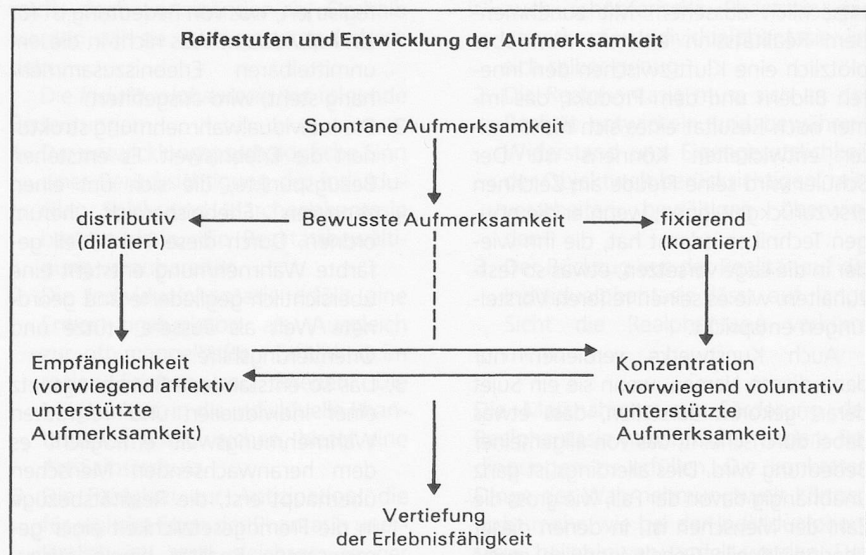 Reifestufen und Entwicklung der Aufmerksamkeit
Spontane Aufmerksamkeit
distributiv
(dilatiert)
Bewusste Aufmerksamkeit
fixierend
(koartiert)
Empfänglichkeit
(vorwiegend affektiv
unterstützte
Aufmerksamkeit)
Konzentration
(vorwiegend voluntativ
unterstützte
Aufmerksamkeit)
Vertiefung
der Erlebnisfähigkeit